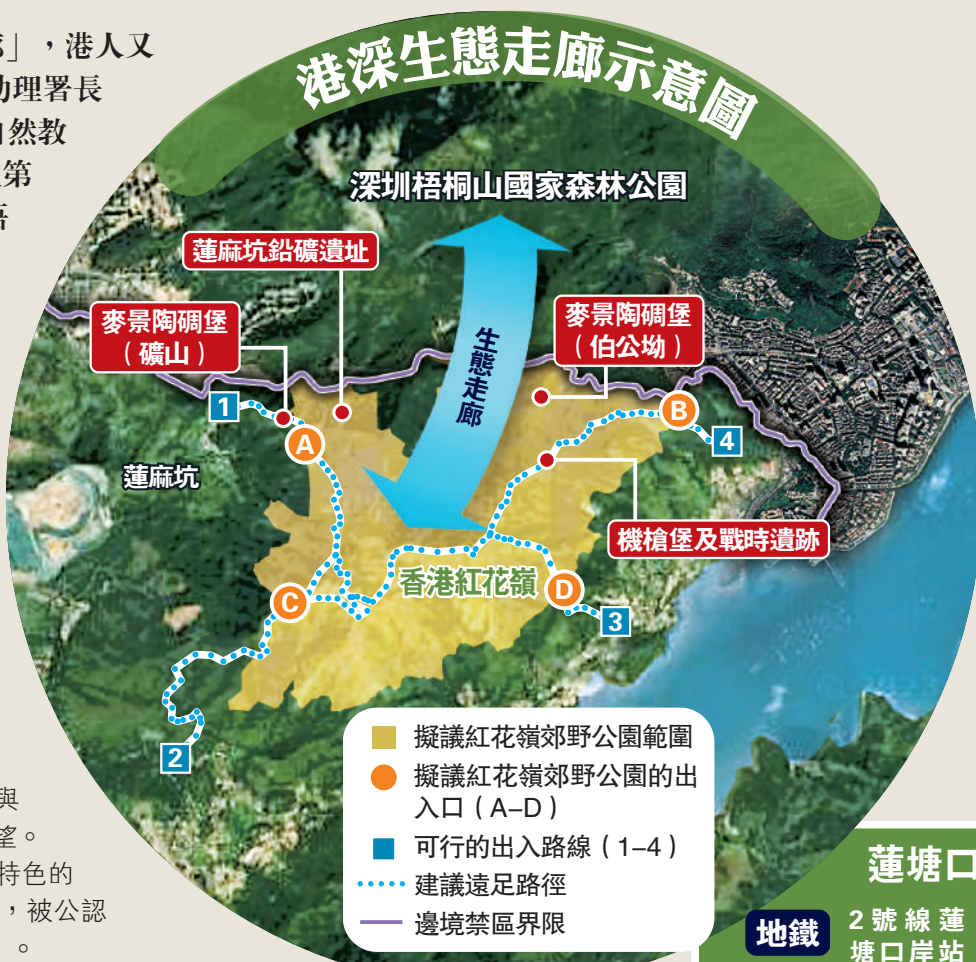 」，港人又
助理署長
自然教
第
港深生態走廊示意圖
深圳梧桐山國家森林公園
蓮麻坑鉛礦遺址
麥景陶碉堡
（礦山）
麥景陶碉堡
（伯公坳）
生態走廊
1
A
B
4
蓮麻坑
機槍堡及戰時遺跡
香港紅花嶺
C
D
3
2
擬議紅花嶺郊野公園範圍
擬議紅花嶺郊野公園的出
入口（A–D）
可行的出入路線（1–4）
建議遠足路徑
邊境禁區界限
與
望。
特色的
，被公認
。
蓮塘口
地鐵
2號線蓮
塘口岸站